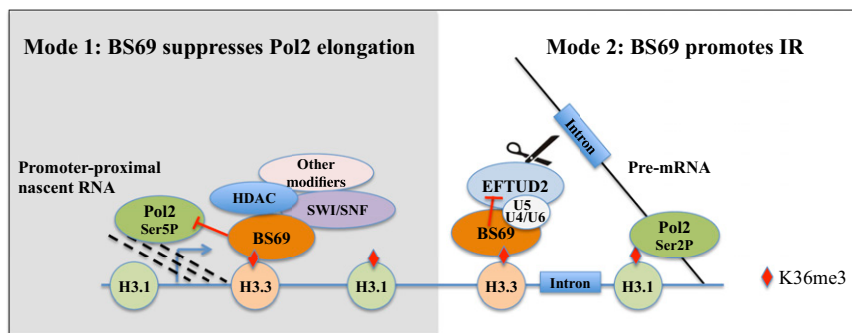 Mode 1: BS69 suppresses Pol2 elongation
Mode 2: BS69 promotes IR
Promoter-proximal
nascent RNA
Other
modifiers
HDAC
SWI/SNF
Pol2
Ser5P
BS69
H3.1
H3.3
H3.1
Intron
Pre-mRNA
EFTUD2
U5
U4/U6
BS69
Pol2
Ser2P
H3.3
Intron
H3.1
K36me3